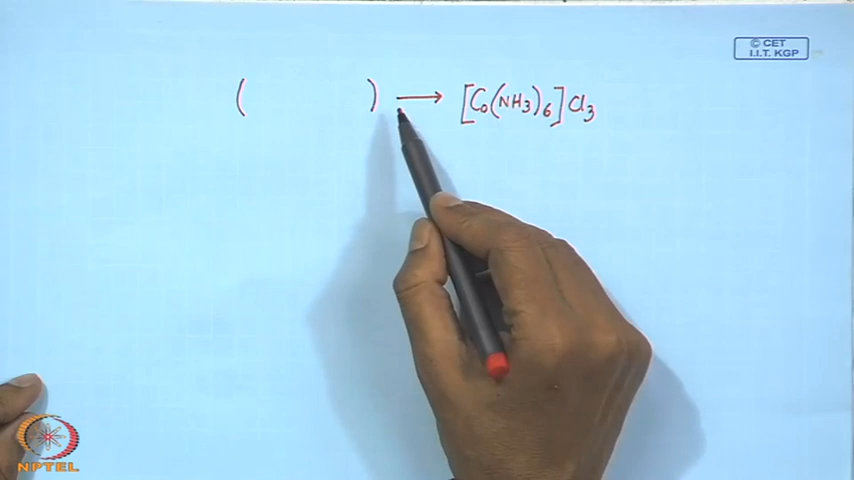 © CET
I.I.T. KGP
(          ) ⟶ [Co(NH₃)₆]Cl₃
NPTEL